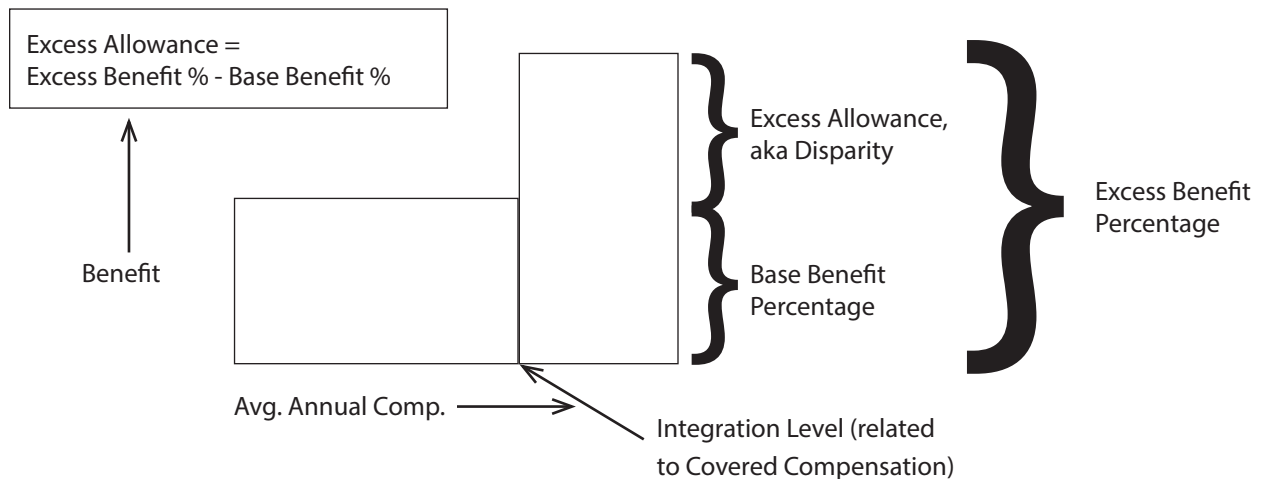 Excess Allowance =
Excess Benefit % - Base Benefit %
Excess Allowance,
aka Disparity
Excess Benefit
Percentage
Benefit
Base Benefit
Percentage
Avg. Annual Comp.
Integration Level (related
to Covered Compensation)